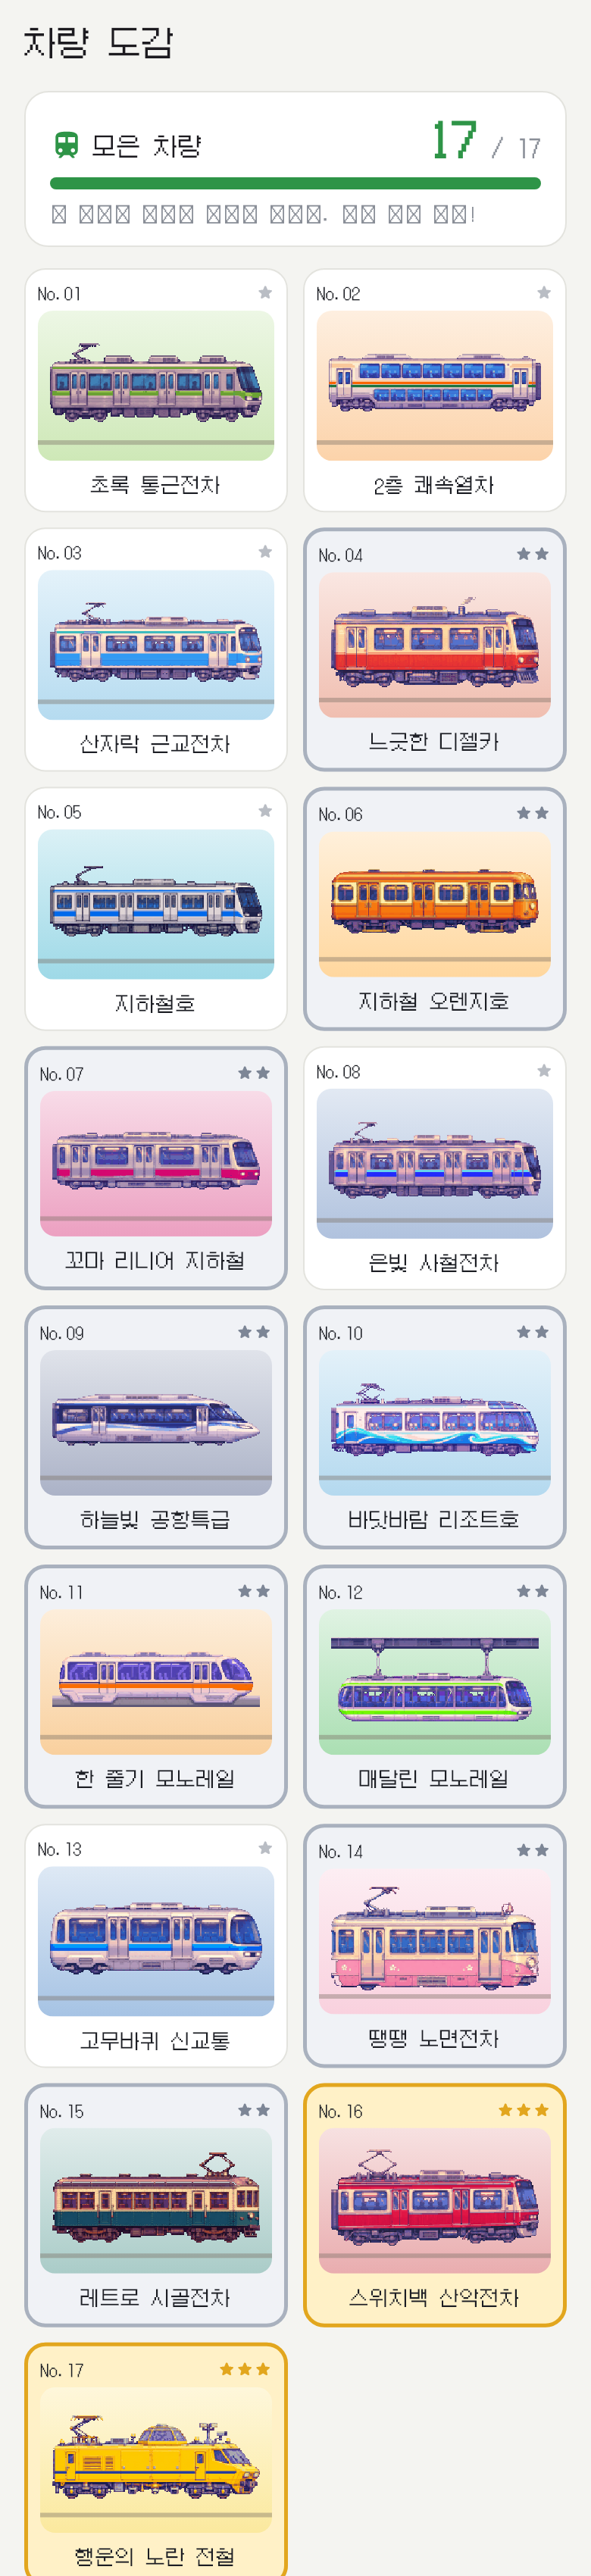 차량 도감
모은 차량
17 / 17
No. 01
초록 통근전차
No. 02
2층 쾌속열차
No. 03
산자락 근교전차
No. 04
느긋한 디젤카
No. 05
지하철호
No. 06
지하철 오렌지호
No. 07
꼬마 리니어 지하철
No. 08
은빛 사철전차
No. 09
하늘빛 공항특급
No. 10
바닷바람 리조트호
No. 11
한 줄기 모노레일
No. 12
매달린 모노레일
No. 13
고무바퀴 신교통
No. 14
땡땡 노면전차
No. 15
레트로 시골전차
No. 16
스위치백 산악전차
No. 17
행운의 노란 전철